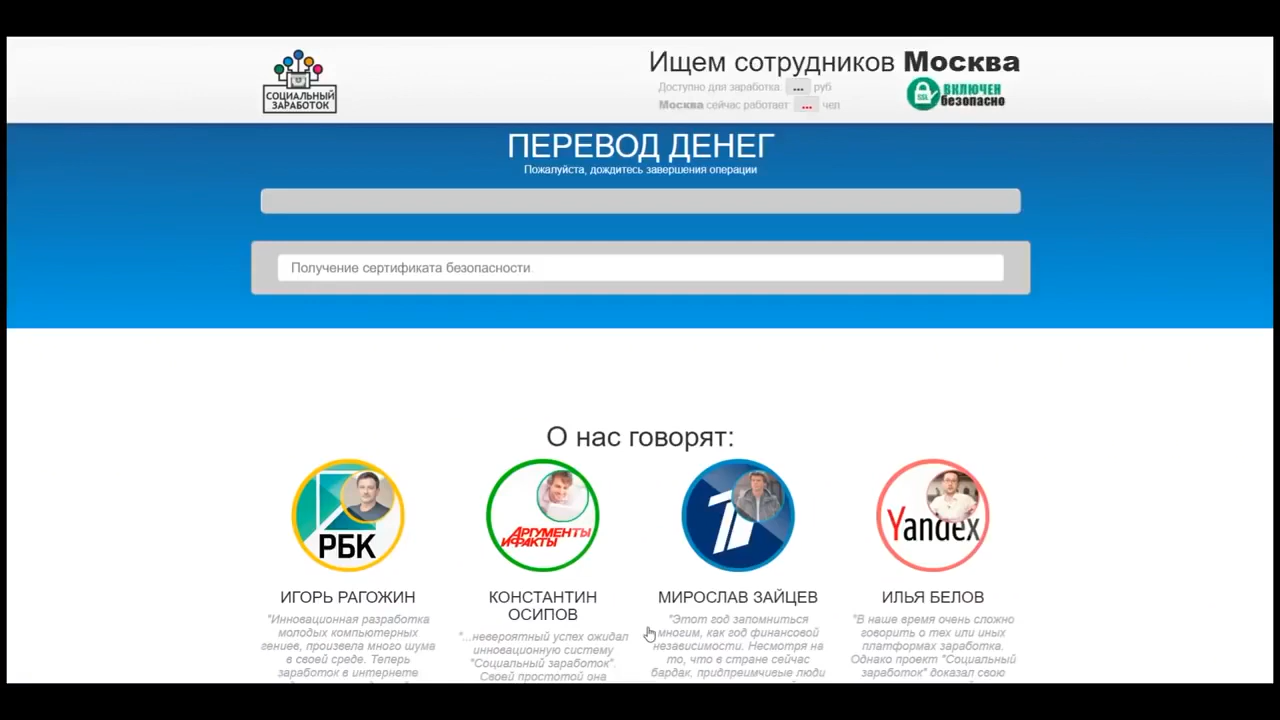 СОЦИАЛЬНЫЙ
ЗАРАБОТОК
Ищем сотрудников Москва
Доступно для заработка: ... руб
Москва сейчас работает ... чел
SSL
ВКЛЮЧЕН
безопасно
ПЕРЕВОД ДЕНЕГ
Пожалуйста, дождитесь завершения операции
Получение сертификата безопасности
О нас говорят:
РБК
АРГУМЕНТЫ
И ФАКТЫ
Yandex
ИГОРЬ РАГОЖИН
"Инновационная разработка
молодых компьютерных
гениев, произвела много шума
в своей среде. Теперь
заработок в интернете
КОНСТАНТИН
ОСИПОВ
"...невероятный успех ожидал
инновационную систему
"Социальный заработок".
Своей простотой она
МИРОСЛАВ ЗАЙЦЕВ
"Этот год запомниться
многим, как год финансовой
независимости. Несмотря на
то, что в стране сейчас
бардак, придпреимчивые люди
ИЛЬЯ БЕЛОВ
"В наше время очень сложно
говорить о тех или иных
платформах заработка.
Однако проект "Социальный
заработок" доказал свою